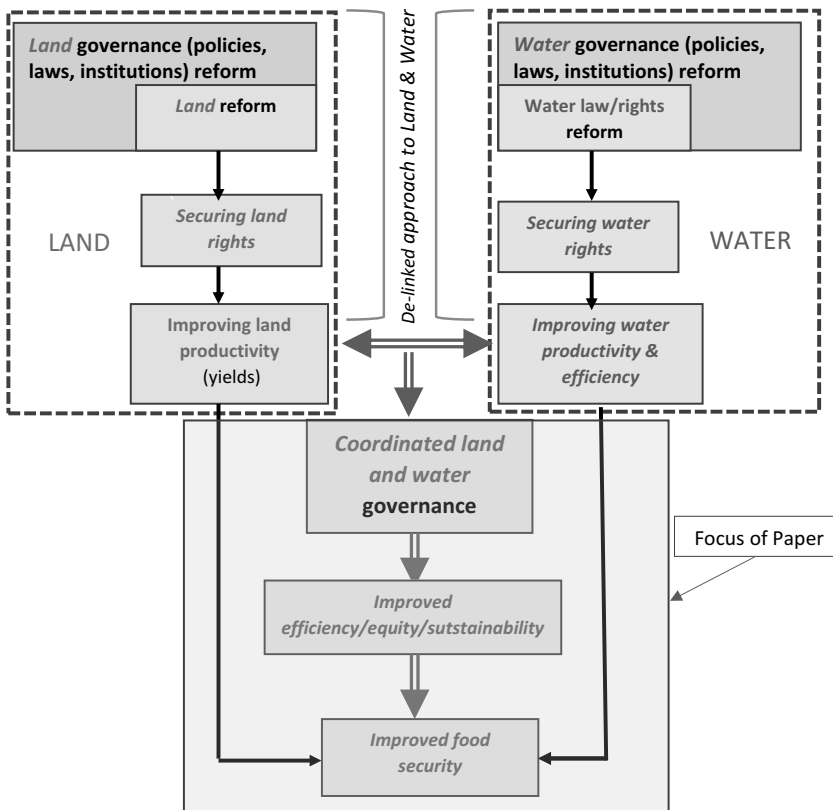 Land governance (policies,
laws, institutions) reform
Land reform
Securing land
rights
LAND
Improving land
productivity
(yields)
De-linked approach to Land & Water
Water governance (policies,
laws, institutions) reform
Water law/rights
reform
Securing water
rights
WATER
Improving water
productivity &
efficiency
Coordinated land
and water
governance
Focus of Paper
Improved
efficiency/equity/sutstainability
Improved food
security